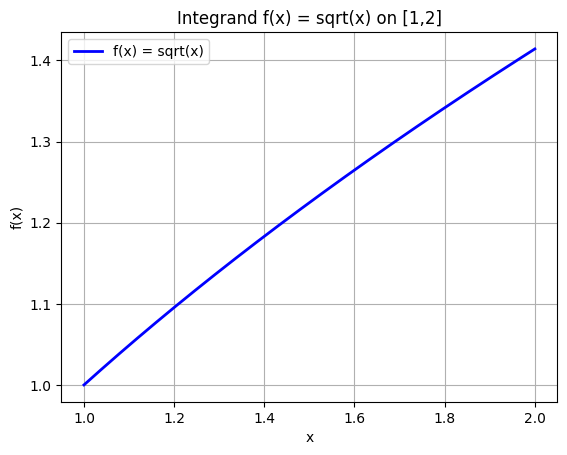 Integrand f(x) = sqrt(x) on [1,2]
f(x) = sqrt(x)
f(x)
1.4
1.3
1.2
1.1
1.0
1.0 1.2 1.4 1.6 1.8 2.0
x